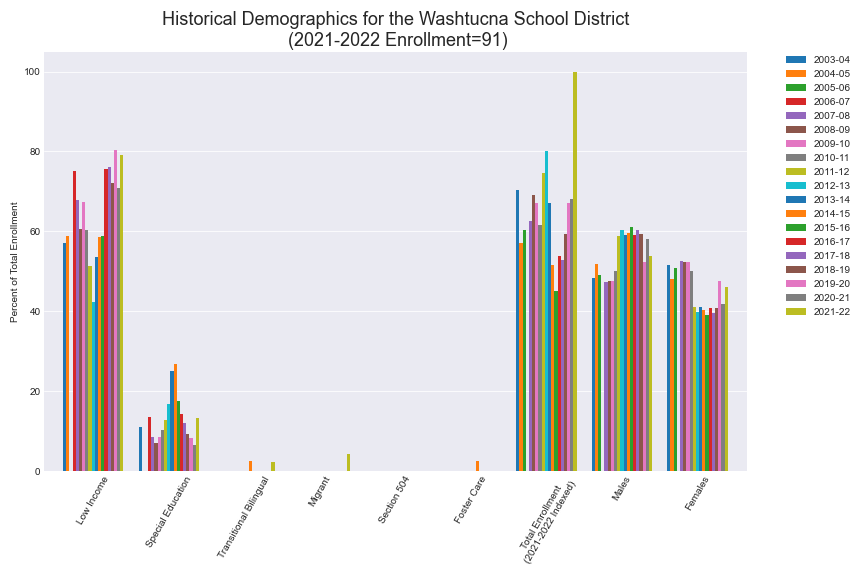 Historical Demographics for the Washtucna School District
(2021-2022 Enrollment=91)
Percent of Total Enrollment
100
80
60
40
20
0
Low Income
Special Education
Transitional Bilingual
Migrant
Section 504
Foster Care
Total Enrollment
(2021-2022 Indexed)
Males
Females
2003-04
2004-05
2005-06
2006-07
2007-08
2008-09
2009-10
2010-11
2011-12
2012-13
2013-14
2014-15
2015-16
2016-17
2017-18
2018-19
2019-20
2020-21
2021-22